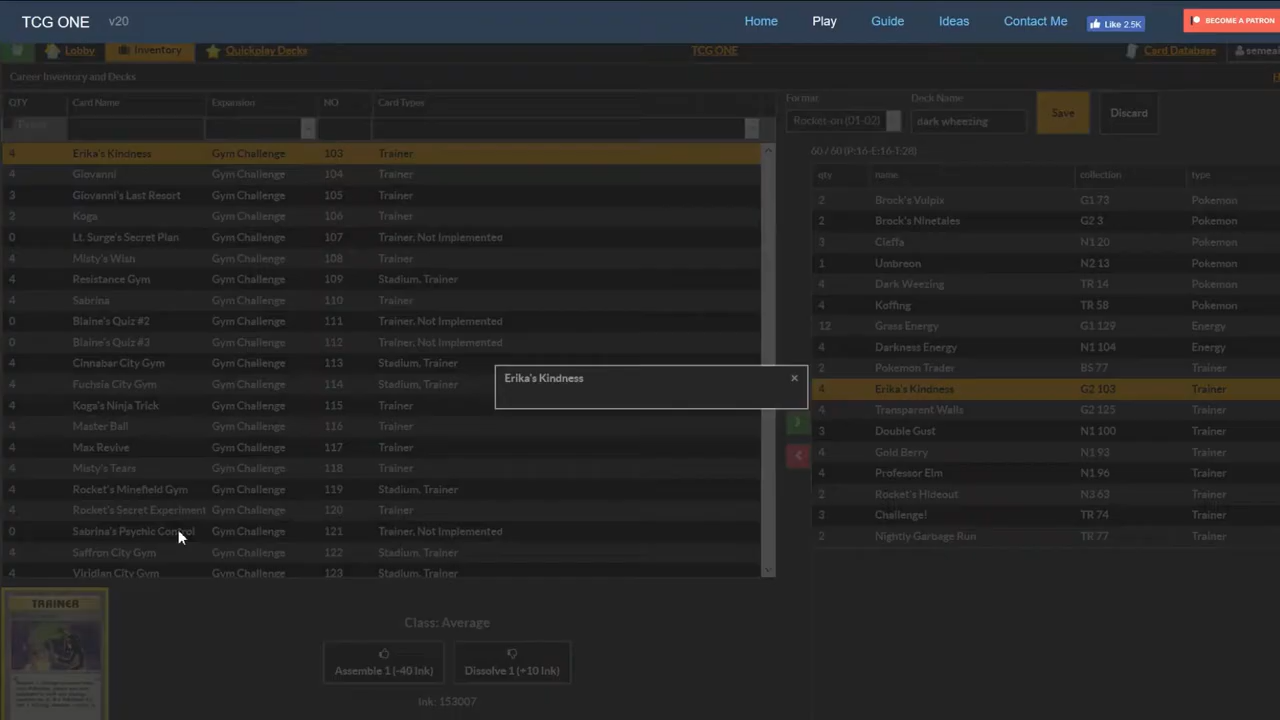 TCG ONE v20 Home Play Guide Ideas Contact Me Like 2.5K BECOME A PATRON
Lobby Inventory Quickplay Decks TCG ONE Card Database semeai
Career Inventory and Decks
QTY Card Name Expansion NO Card Types
4 Erika's Kindness Gym Challenge 103 Trainer
4 Giovanni Gym Challenge 104 Trainer
3 Giovanni's Last Resort Gym Challenge 105 Trainer
2 Koga Gym Challenge 106 Trainer
0 Lt. Surge's Secret Plan Gym Challenge 107 Trainer, Not Implemented
4 Misty's Wish Gym Challenge 108 Trainer
4 Resistance Gym Gym Challenge 109 Stadium, Trainer
4 Sabrina Gym Challenge 110 Trainer
0 Blaine's Quiz #2 Gym Challenge 111 Trainer, Not Implemented
0 Blaine's Quiz #3 Gym Challenge 112 Trainer, Not Implemented
4 Cinnabar City Gym Gym Challenge 113 Stadium, Trainer
4 Fuchsia City Gym Gym Challenge 114 Stadium, Trainer
4 Koga's Ninja Trick Gym Challenge 115 Trainer
4 Master Ball Gym Challenge 116 Trainer
4 Max Revive Gym Challenge 117 Trainer
4 Misty's Tears Gym Challenge 118 Trainer
4 Rocket's Minefield Gym Gym Challenge 119 Stadium, Trainer
4 Rocket's Secret Experiment Gym Challenge 120 Trainer
0 Sabrina's Psychic Control Gym Challenge 121 Trainer, Not Implemented
4 Saffron City Gym Gym Challenge 122 Stadium, Trainer
4 Viridian City Gym Gym Challenge 123 Stadium, Trainer
Erika's Kindness ×
Format Deck Name
Rocket-on (01-02) dark wheezing Save Discard
60 / 60 (P:16-E:16-T:28)
qty name collection type
2 Brock's Vulpix G1 73 Pokemon
2 Brock's Ninetales G2 3 Pokemon
3 Cleffa N1 20 Pokemon
1 Umbreon N2 13 Pokemon
4 Dark Weezing TR 14 Pokemon
4 Koffing TR 58 Pokemon
12 Grass Energy G1 129 Energy
4 Darkness Energy N1 104 Energy
2 Pokemon Trader BS 77 Trainer
4 Erika's Kindness G2 103 Trainer
4 Transparent Walls G2 125 Trainer
3 Double Gust N1 100 Trainer
4 Gold Berry N1 93 Trainer
4 Professor Elm N1 96 Trainer
2 Rocket's Hideout N3 63 Trainer
3 Challenge! TR 74 Trainer
2 Nightly Garbage Run TR 77 Trainer
TRAINER
Class: Average
Assemble 1 (-40 Ink) Dissolve 1 (+10 Ink)
Ink: 153007